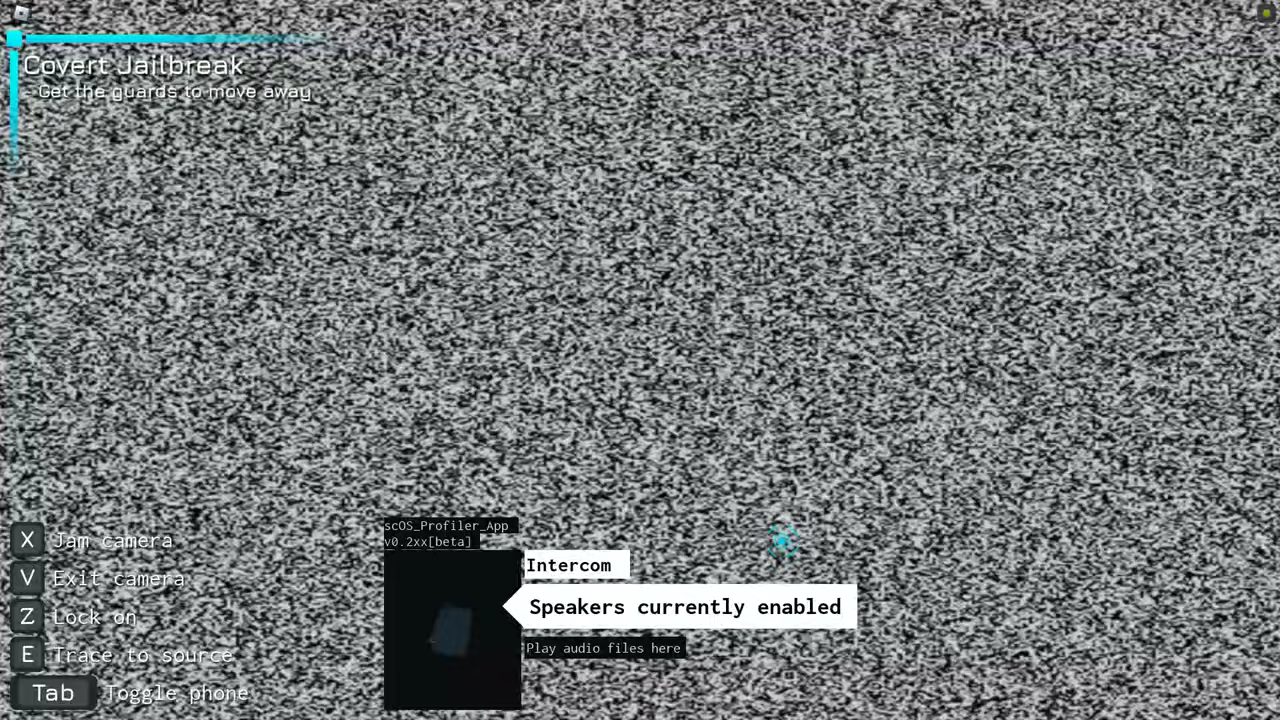 Covert Jailbreak
- Get the guards to move away
X Jam camera
V Exit camera
Z Lock on
E Trace to source
Tab Toggle phone
scOS_Profiler_App
v0.2xx[beta]
Intercom
Speakers currently enabled
Play audio files here